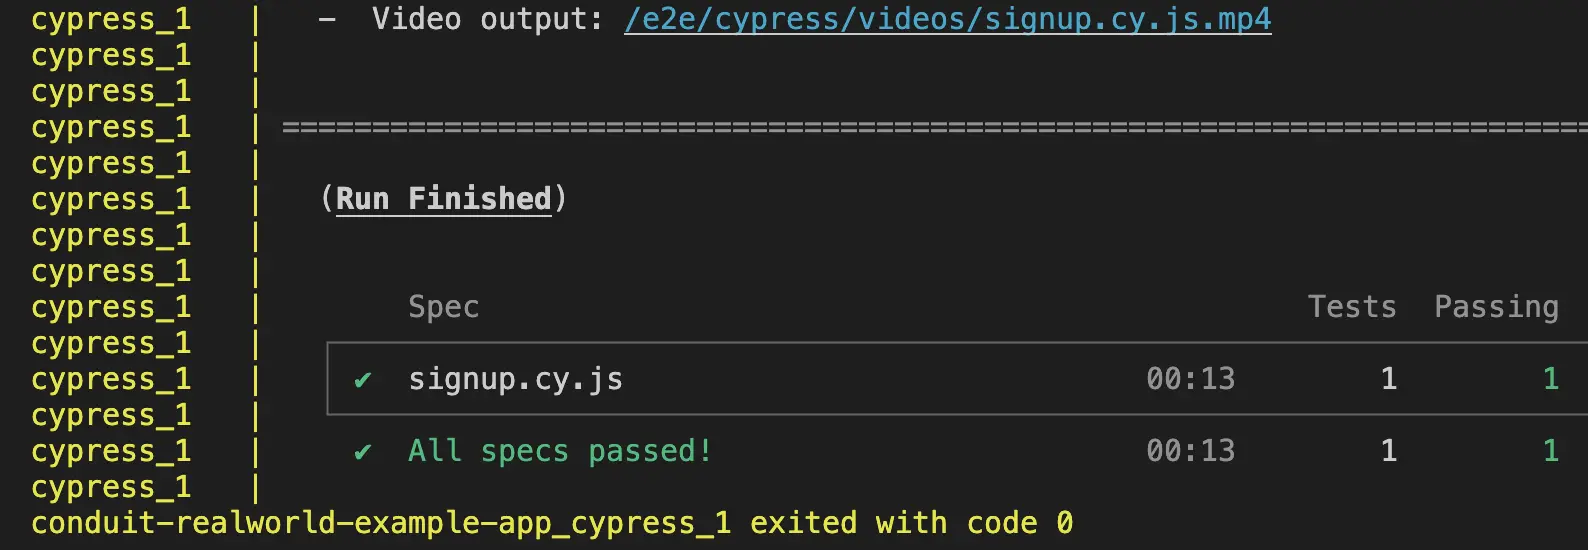 cypress_1 | - Video output: /e2e/cypress/videos/signup.cy.js.mp4
cypress_1 |
cypress_1 |
cypress_1 | ========================================================================
cypress_1 |
cypress_1 | (Run Finished)
cypress_1 |
cypress_1 |
cypress_1 | Spec Tests Passing
cypress_1 |
cypress_1 | ✔ signup.cy.js 00:13 1 1
cypress_1 |
cypress_1 | ✔ All specs passed! 00:13 1 1
cypress_1 |
conduit-realworld-example-app_cypress_1 exited with code 0